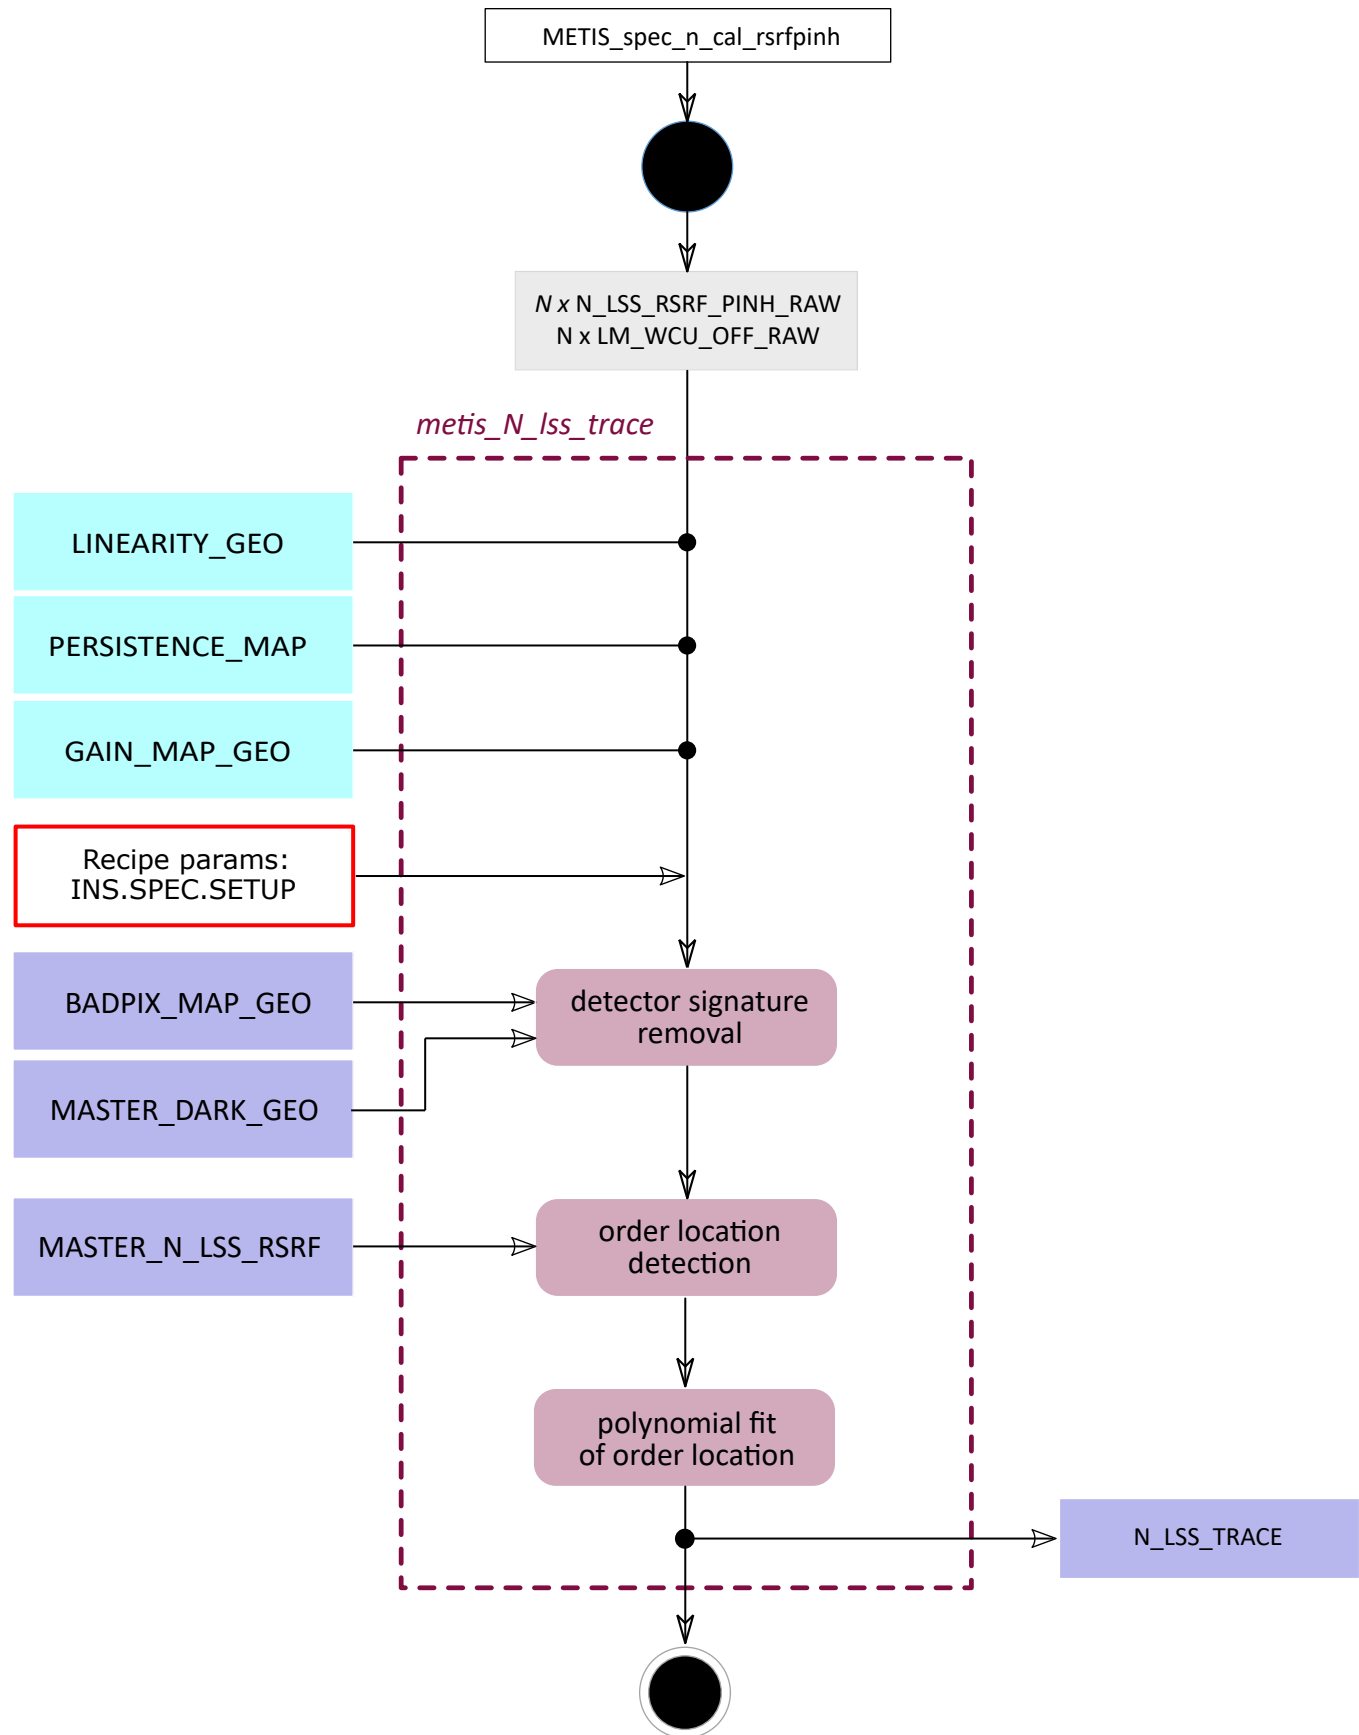 METIS_spec_n_cal_rsrfpinh
N x N_LSS_RSRF_PINH_RAW
N x LM_WCU_OFF_RAW
metis_N_lss_trace
LINEARITY_GEO
PERSISTENCE_MAP
GAIN_MAP_GEO
Recipe params:
INS.SPEC.SETUP
BADPIX_MAP_GEO
detector signature
removal
MASTER_DARK_GEO
MASTER_N_LSS_RSRF
order location
detection
polynomial fit
of order location
N_LSS_TRACE